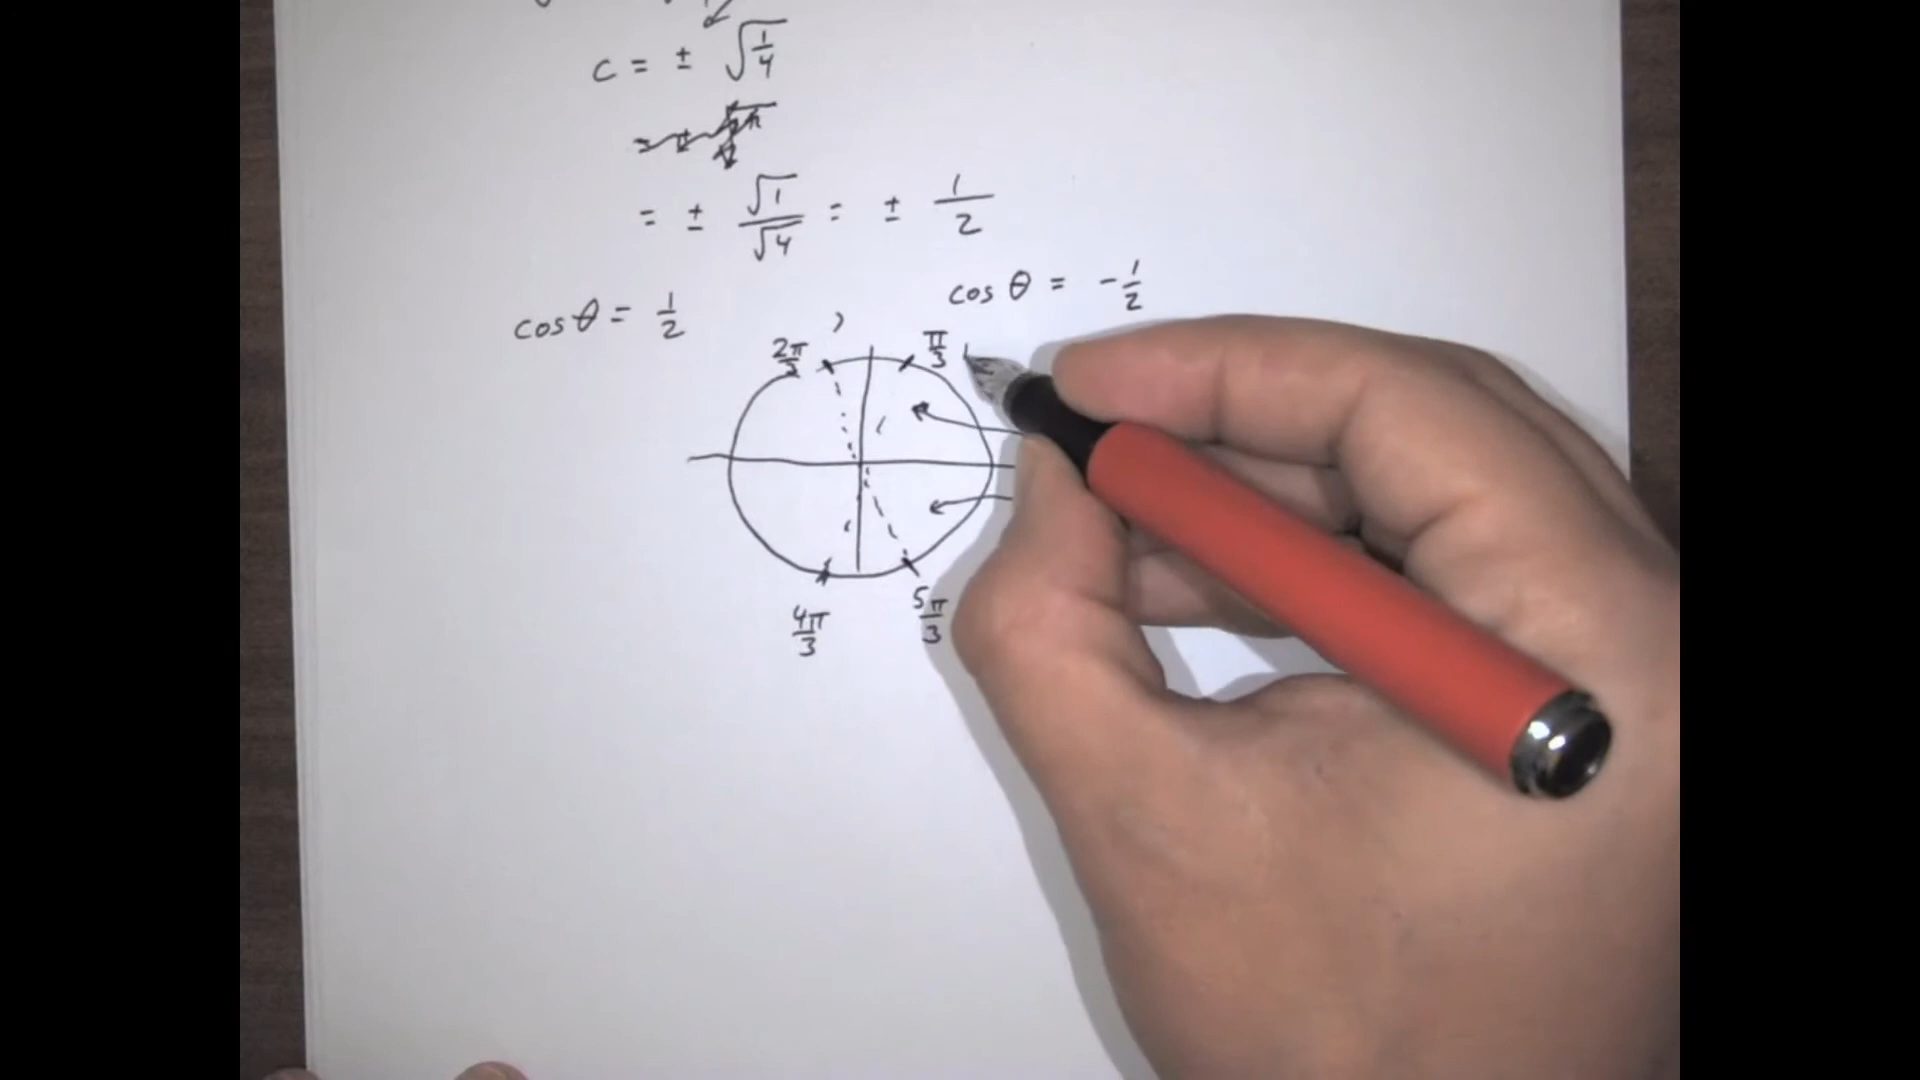 c = ± √1/4
= ± √1/√4 = ± 1/2
cos θ = - 1/2
cos θ = 1/2 ,
2π/3
π/3
4π/3
5π/3